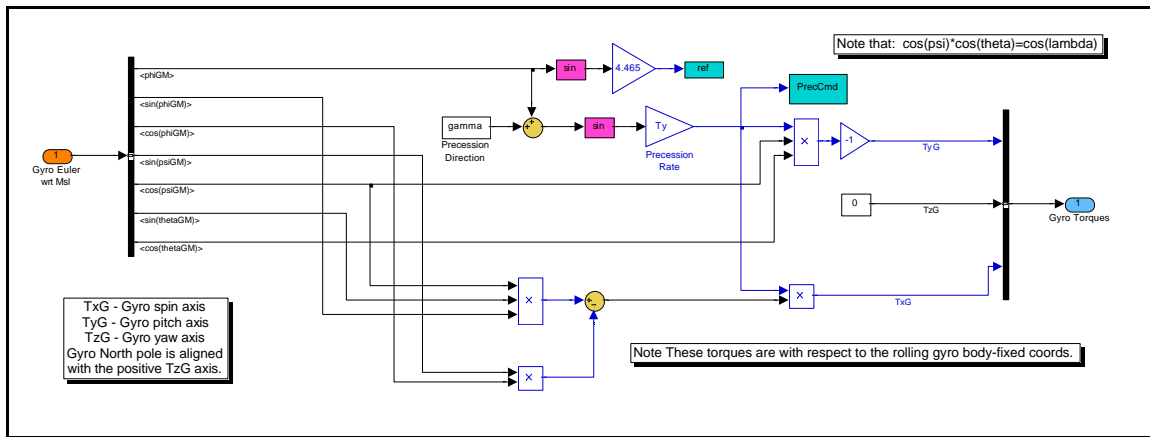 Note that:  cos(psi)*cos(theta)=cos(lambda)
<phiGM>
sin
4.465
ref
<sin(phiGM)>
PrecCmd
gamma
Precession
Direction
+
+
sin
Ty
Precession
Rate
<cos(phiGM)>
×
-1
TyG
1
Gyro Euler
wrt Msl
<sin(psiGM)>
<cos(psiGM)>
0
TzG
1
Gyro Torques
<sin(thetaGM)>
<cos(thetaGM)>
×
+
-
×
TxG
TxG - Gyro spin axis
TyG - Gyro pitch axis
TzG - Gyro yaw axis
Gyro North pole is aligned
with the positive TzG axis.
×
Note These torques are with respect to the rolling gyro body-fixed coords.